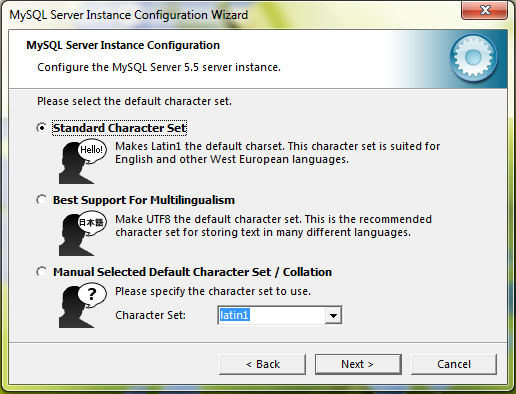 MySQL Server Instance Configuration Wizard
MySQL Server Instance Configuration
Configure the MySQL Server 5.5 server instance.
Please select the default character set.
Standard Character Set
Hello!
Makes Latin1 the default charset. This character set is suited for
English and other West European languages.
Best Support For Multilingualism
日本語
Make UTF8 the default character set. This is the recommended
character set for storing text in many different languages.
Manual Selected Default Character Set / Collation
?
Please specify the character set to use.
Character Set: latin1
< Back Next > Cancel